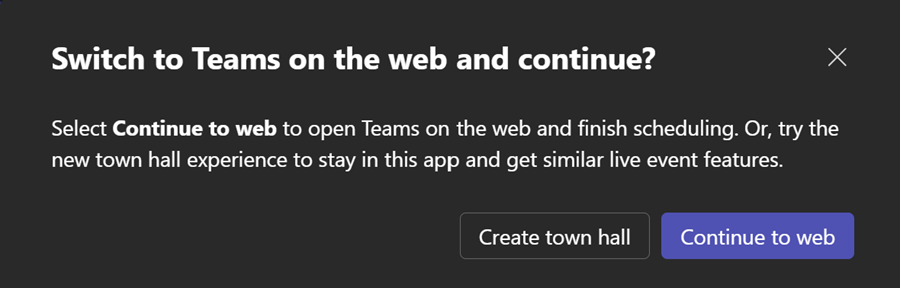 Switch to Teams on the web and continue?
Select Continue to web to open Teams on the web and finish scheduling. Or, try the
new town hall experience to stay in this app and get similar live event features.
Create town hall
Continue to web